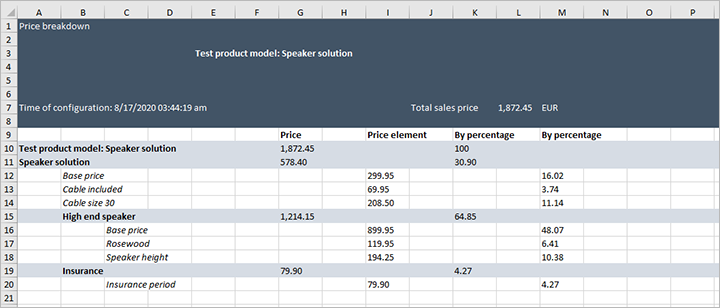 A B C D E F G H I J K L M N O P
1 Price breakdown
2
3 Test product model: Speaker solution
4
5
6
7 Time of configuration: 8/17/2020 03:44:19 am Total sales price 1,872.45 EUR
8
9 Price Price element By percentage By percentage
10 Test product model: Speaker solution 1,872.45 100
11 Speaker solution 578.40 30.90
12 Base price 299.95 16.02
13 Cable included 69.95 3.74
14 Cable size 30 208.50 11.14
15 High end speaker 1,214.15 64.85
16 Base price 899.95 48.07
17 Rosewood 119.95 6.41
18 Speaker height 194.25 10.38
19 Insurance 79.90 4.27
20 Insurance period 79.90 4.27
21